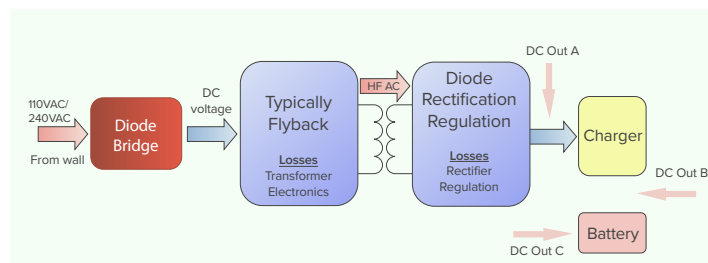 110VAC/
240VAC
From wall
Diode
Bridge
DC
voltage
Typically
Flyback
Losses
Transformer
Electronics
HF AC
Diode
Rectification
Regulation
Losses
Rectifier
Regulation
DC Out A
Charger
DC Out B
Battery
DC Out C